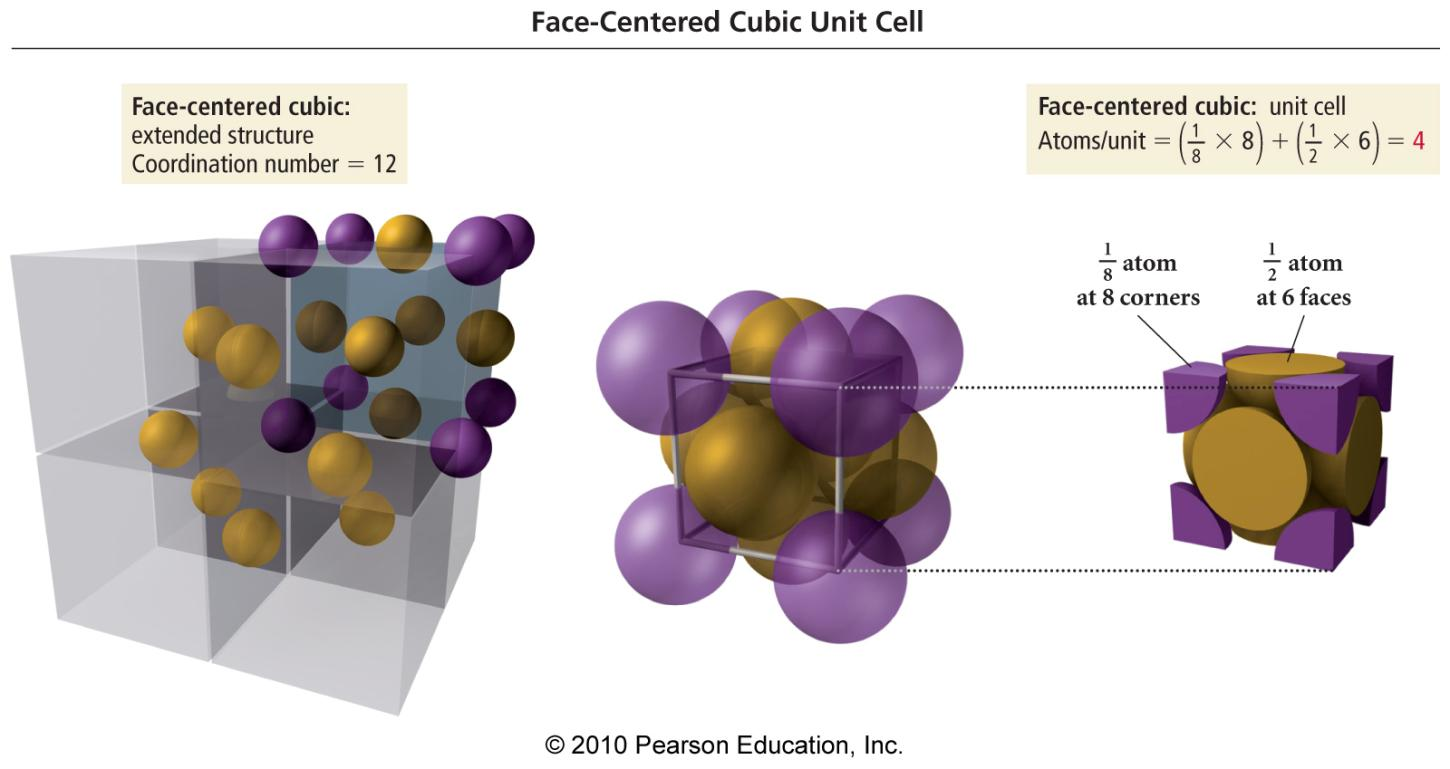 Face-Centered Cubic Unit Cell
Face-centered cubic:
extended structure
Coordination number = 12
Face-centered cubic: unit cell
Atoms/unit = (1/8 × 8) + (1/2 × 6) = 4
1/8 atom
at 8 corners
1/2 atom
at 6 faces
© 2010 Pearson Education, Inc.